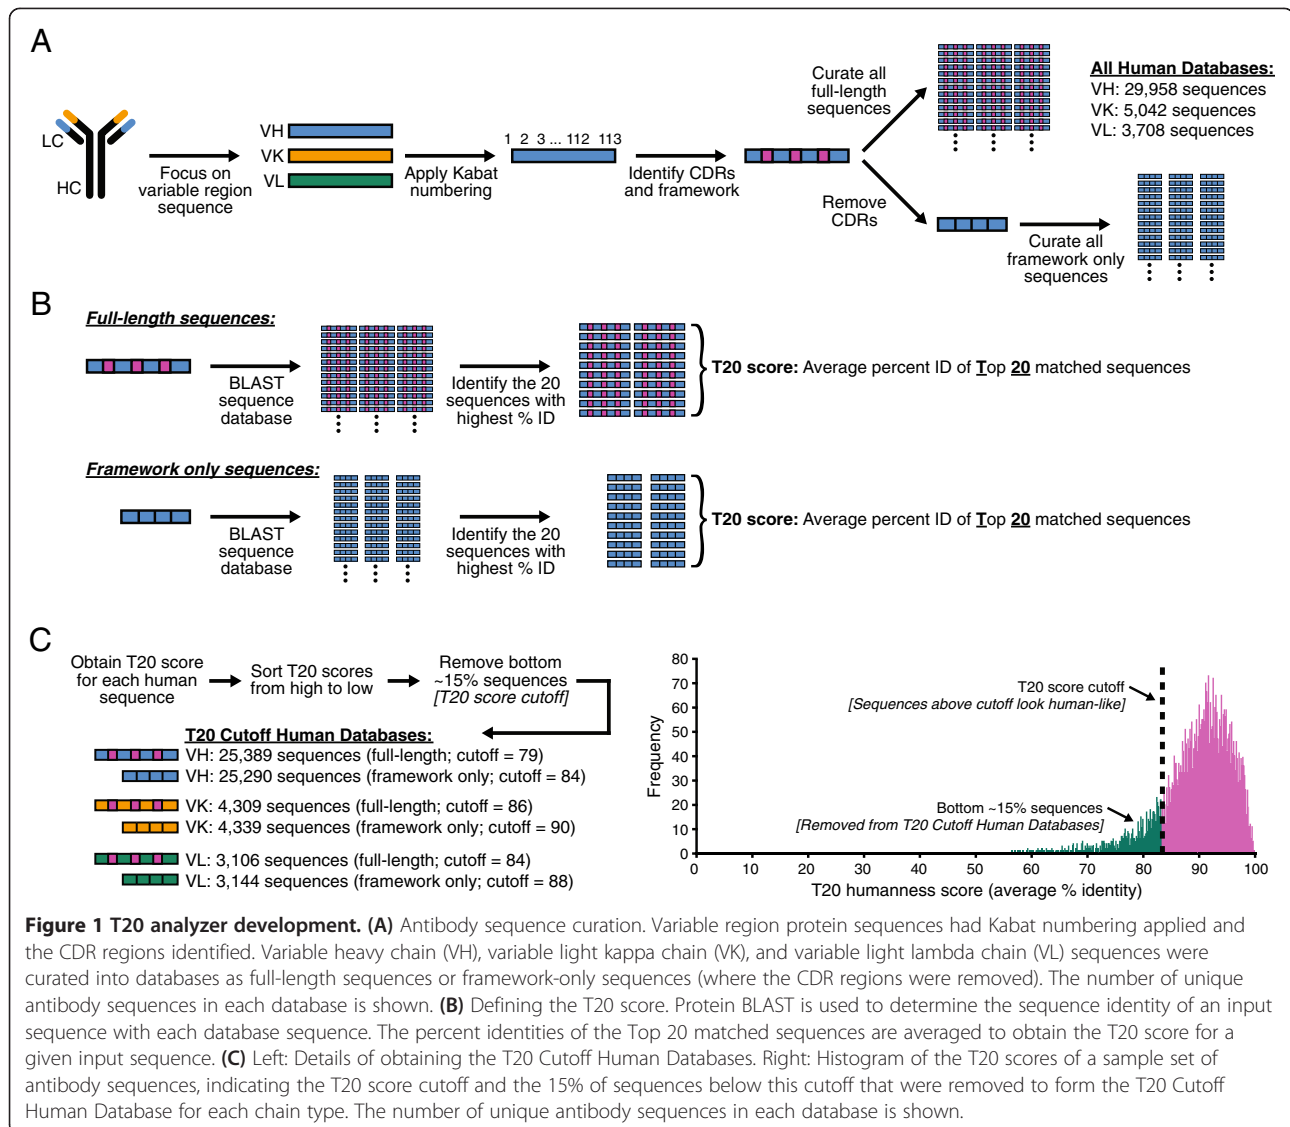 A
LC
HC
Focus on
variable region
sequence
VH
VK
VL
Apply Kabat
numbering
1 2 3 ... 112 113
Identify CDRs
and framework
Curate all
full-length
sequences
Remove
CDRs
Curate all
framework only
sequences
All Human Databases:
VH: 29,958 sequences
VK: 5,042 sequences
VL: 3,708 sequences
B
Full-length sequences:
BLAST
sequence
database
Identify the 20
sequences with
highest % ID
T20 score: Average percent ID of Top 20 matched sequences
Framework only sequences:
BLAST
sequence
database
Identify the 20
sequences with
highest % ID
T20 score: Average percent ID of Top 20 matched sequences
C
Obtain T20 score
for each human
sequence
Sort T20 scores
from high to low
Remove bottom
~15% sequences
[T20 score cutoff]
T20 Cutoff Human Databases:
VH: 25,389 sequences (full-length; cutoff = 79)
VH: 25,290 sequences (framework only; cutoff = 84)
VK: 4,309 sequences (full-length; cutoff = 86)
VK: 4,339 sequences (framework only; cutoff = 90)
VL: 3,106 sequences (full-length; cutoff = 84)
VL: 3,144 sequences (framework only; cutoff = 88)
Frequency
80
70
60
50
40
30
20
10
0
T20 score cutoff
[Sequences above cutoff look human-like]
Bottom ~15% sequences
[Removed from T20 Cutoff Human Databases]
0 10 20 30 40 50 60 70 80 90 100
T20 humanness score (average % identity)
Figure 1 T20 analyzer development. (A) Antibody sequence curation. Variable region protein sequences had Kabat numbering applied and
the CDR regions identified. Variable heavy chain (VH), variable light kappa chain (VK), and variable light lambda chain (VL) sequences were
curated into databases as full-length sequences or framework-only sequences (where the CDR regions were removed). The number of unique
antibody sequences in each database is shown. (B) Defining the T20 score. Protein BLAST is used to determine the sequence identity of an input
sequence with each database sequence. The percent identities of the Top 20 matched sequences are averaged to obtain the T20 score for a
given input sequence. (C) Left: Details of obtaining the T20 Cutoff Human Databases. Right: Histogram of the T20 scores of a sample set of
antibody sequences, indicating the T20 score cutoff and the 15% of sequences below this cutoff that were removed to form the T20 Cutoff
Human Database for each chain type. The number of unique antibody sequences in each database is shown.